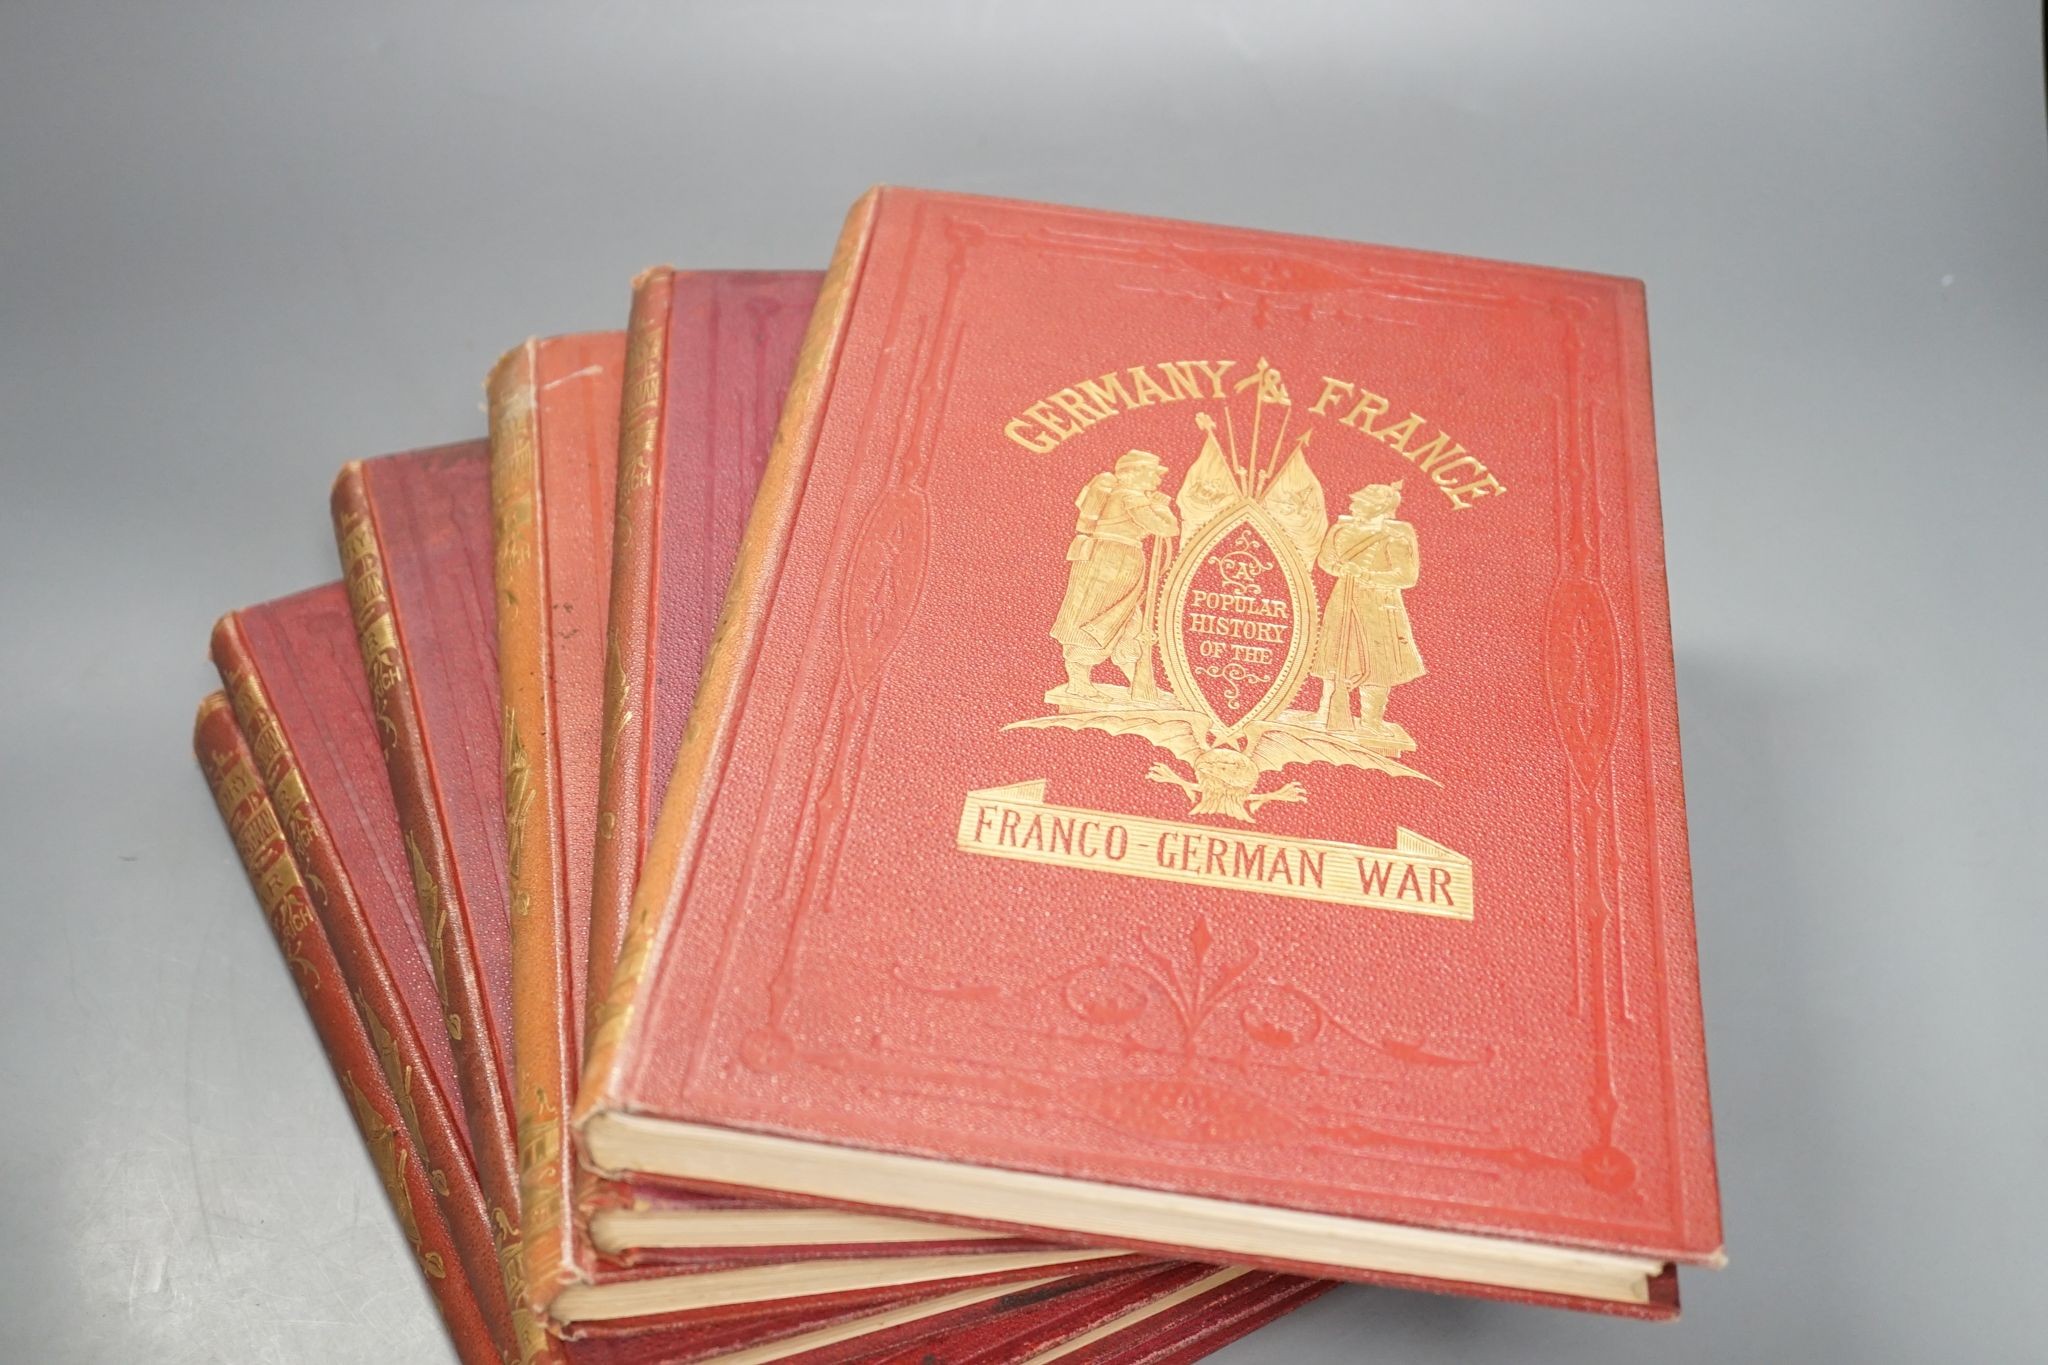 GERMANY & FRANCE
A
POPULAR
HISTORY
OF THE
FRANCO-GERMAN WAR